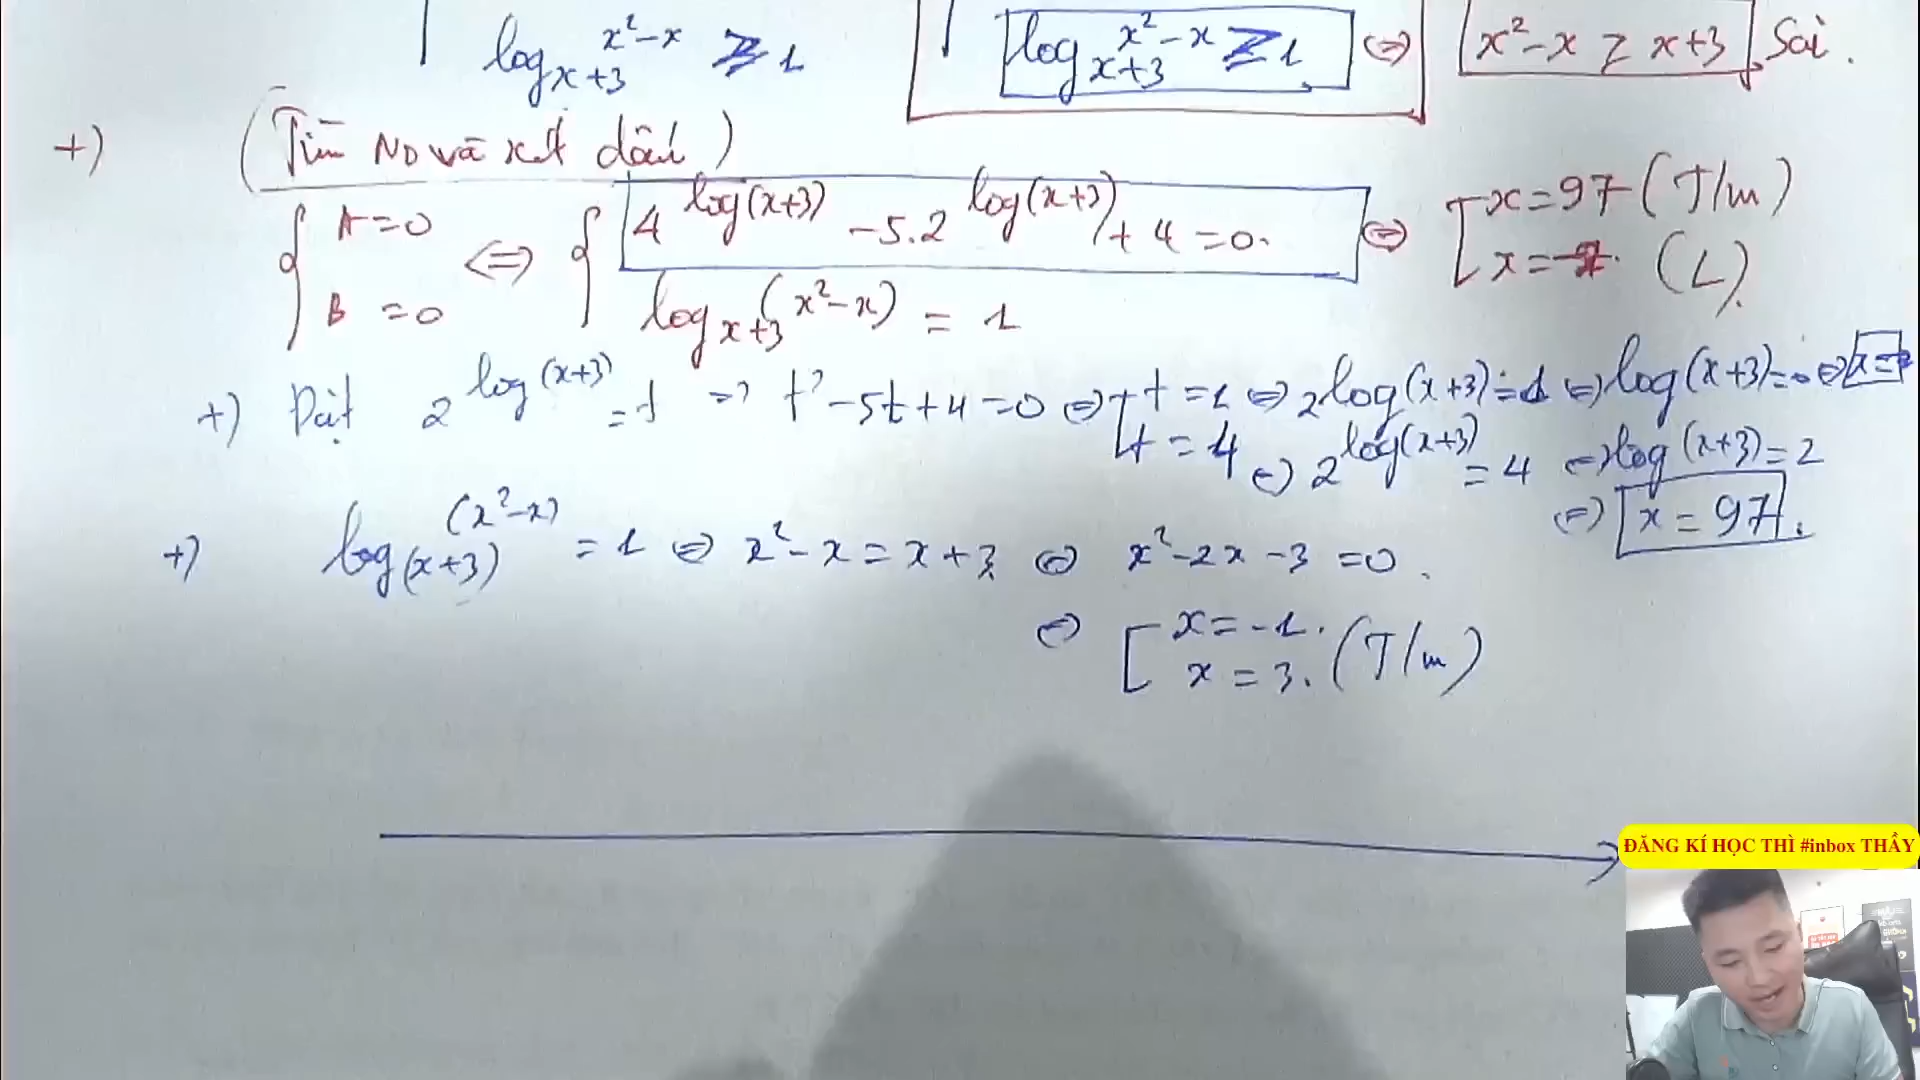 log_{x+3} x²-x ≥ 1
log_{x+3} x²-x ≥ 1 ⇔ x²-x ≥ x+3 Sai.
+) (Tìm No và xét dấu)
{ A=0 ⇔ { 4^{log(x+3)} -5.2^{log(x+3)} + 4 = 0. ⇔ [ x=97 (T/m)
B =0 log_{x+3}(x²-x) = 1 x= (L).
+) Đặt 2^{log(x+3)} = t => t² -5t+4=0 ⇔ [ t=1 ⇔ 2^{log(x+3)}=1 ⇔ log(x+3)=0 ⇔
t=4 ⇔ 2^{log(x+3)} = 4 ⇔ log(x+3)=2
⇔ x = 97.
+) log_{(x+3)}(x²-x) = 1 ⇔ x²-x = x+3 ⇔ x²-2x-3 =0.
⇔ [ x=-1.
x=3. (T/m)
ĐĂNG KÍ HỌC THÌ #inbox THẦY